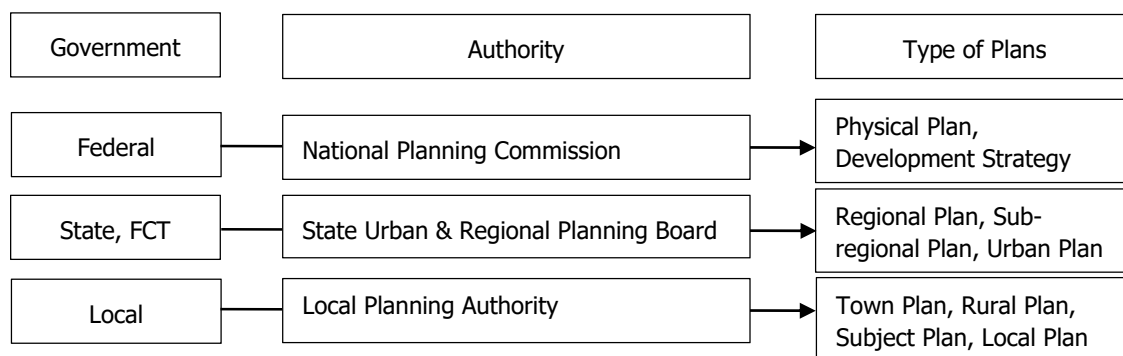 Government
Authority
Type of Plans
Federal
National Planning Commission
Physical Plan,
Development Strategy
State, FCT
State Urban & Regional Planning Board
Regional Plan, Sub-
regional Plan, Urban Plan
Local
Local Planning Authority
Town Plan, Rural Plan,
Subject Plan, Local Plan